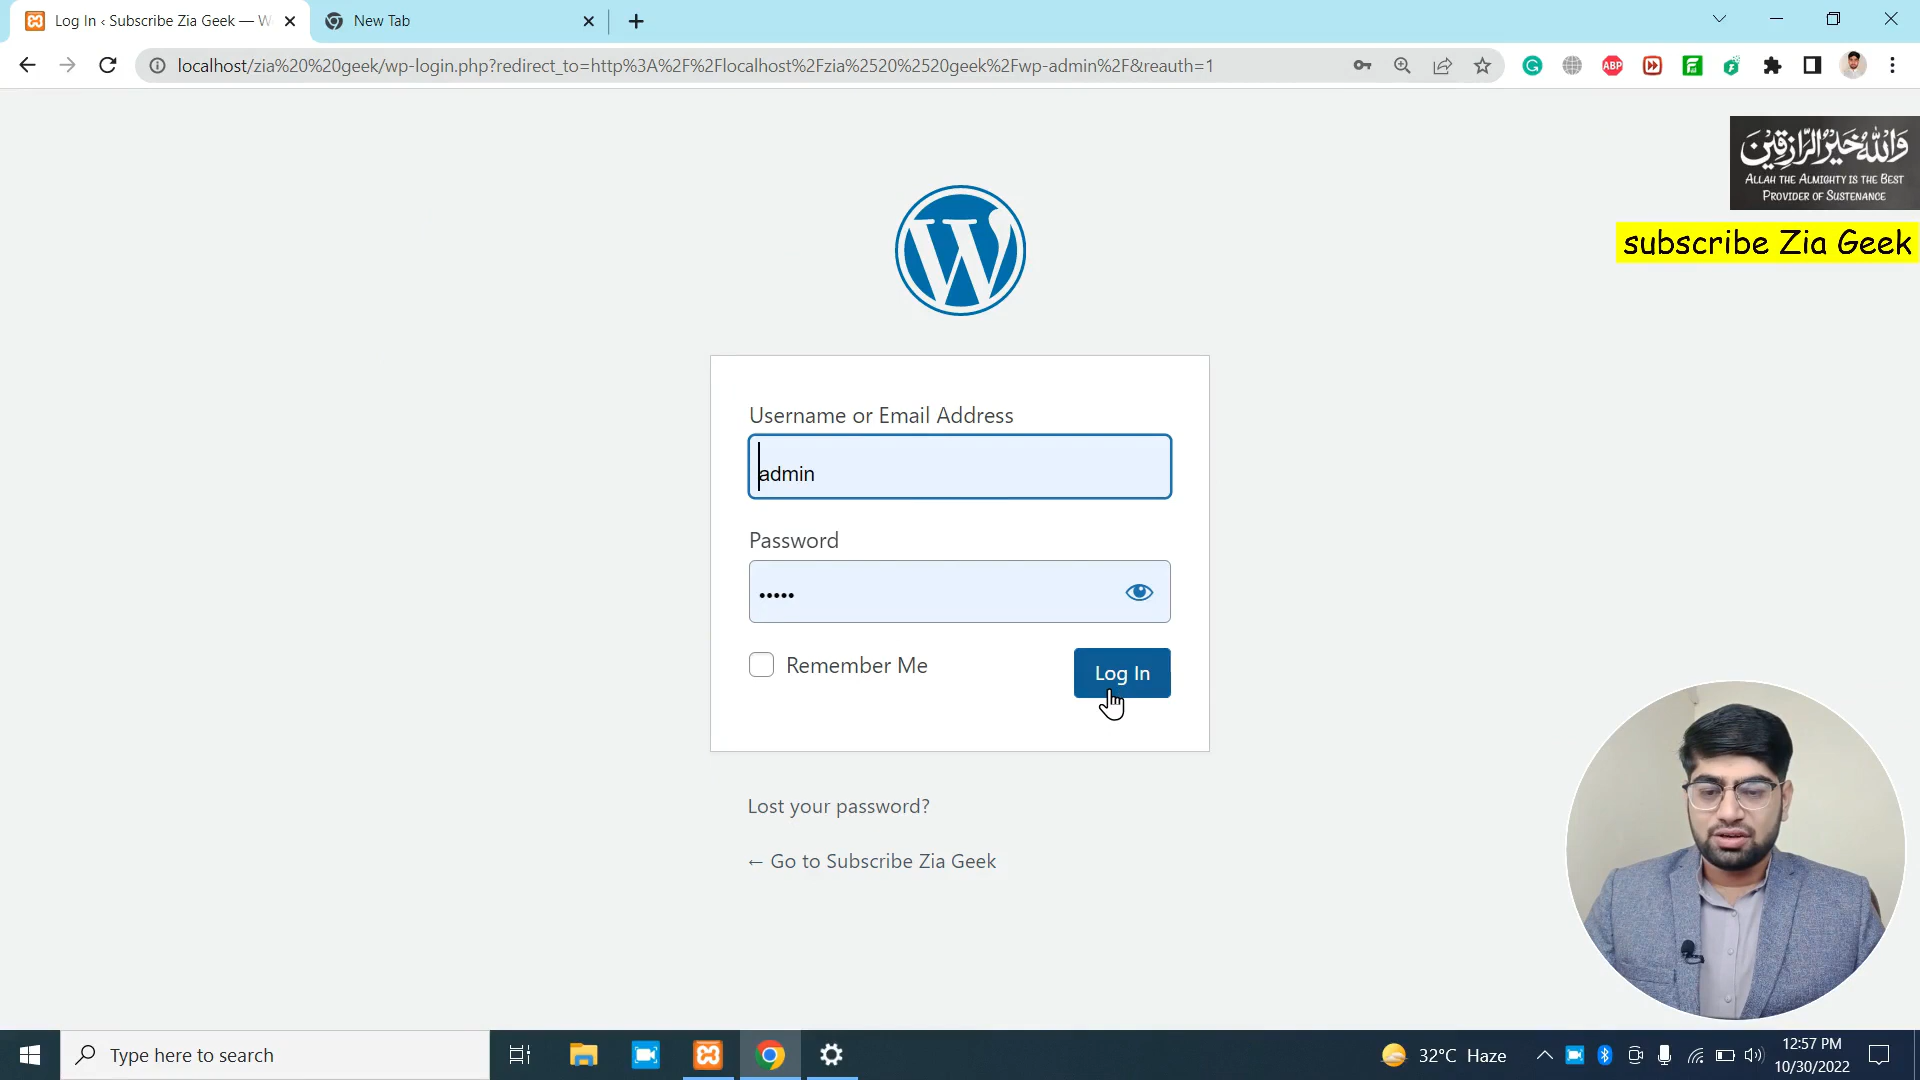 Log In ‹ Subscribe Zia Geek — W
New Tab
localhost/zia%20%20geek/wp-login.php?redirect_to=http%3A%2F%2Flocalhost%2Fzia%2520%2520geek%2Fwp-admin%2F&reauth=1
ABP
وَاللَّهُ خَيْرُ الرَّازِقِينَ
ALLAH THE ALMIGHTY IS THE BEST
PROVIDER OF SUSTENANCE
subscribe Zia Geek
Username or Email Address
admin
Password
•••••
Remember Me
Log In
Lost your password?
← Go to Subscribe Zia Geek
Type here to search
32°C Haze
12:57 PM
10/30/2022